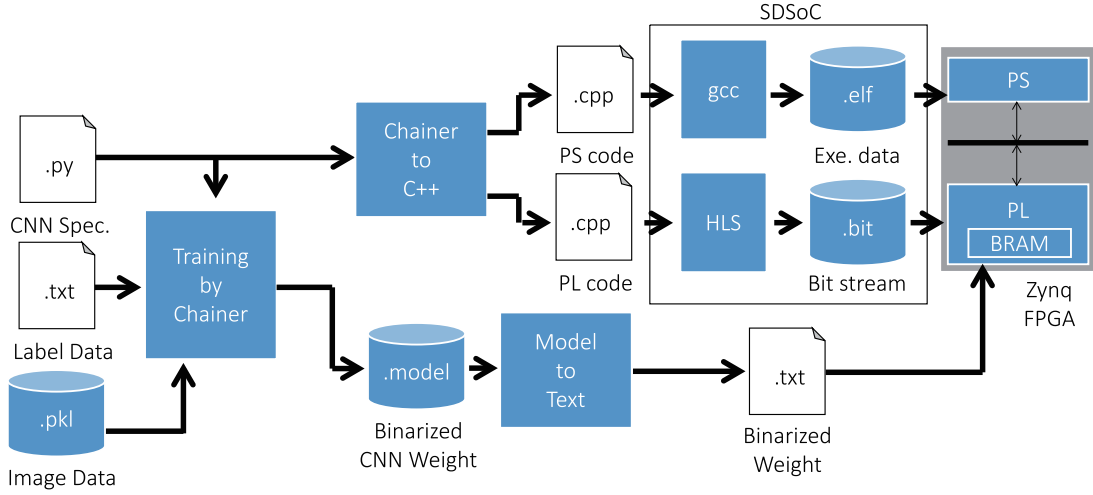 SDSoC
.py
CNN Spec.
.txt
Label Data
.pkl
Image Data
Training
by
Chainer
Chainer
to
C++
.cpp
PS code
.cpp
PL code
gcc
.elf
Exe. data
HLS
.bit
Bit stream
PS
PL
BRAM
Zynq
FPGA
.model
Binarized
CNN Weight
Model
to
Text
.txt
Binarized
Weight